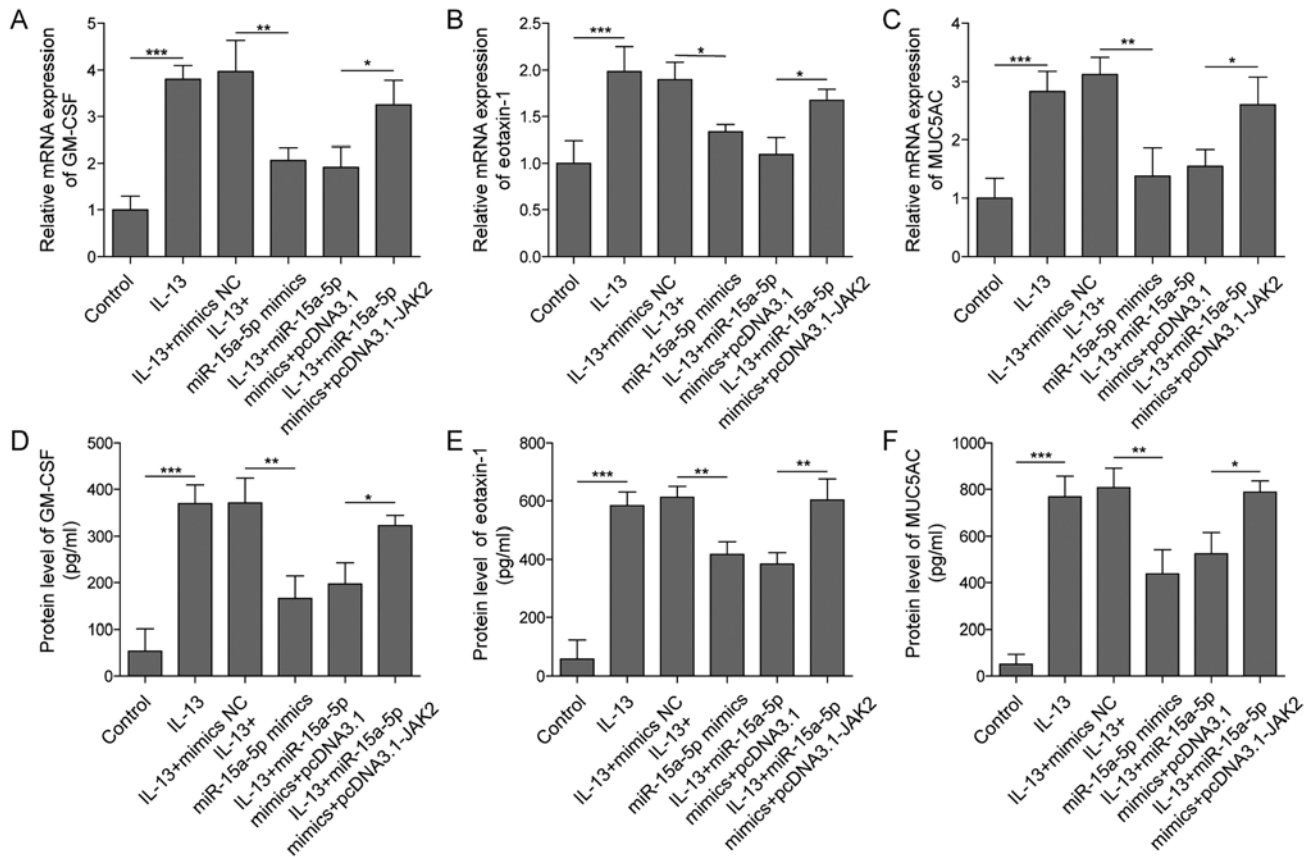 A
Relative mRNA expression
of GM-CSF
5
4
3
2
1
0
***
**
*
Control
IL-13
IL-13+mimics NC
IL-13+
miR-15a-5p mimics
IL-13+miR-15a-5p
mimics+pcDNA3.1
IL-13+miR-15a-5p
mimics+pcDNA3.1-JAK2
B
Relative mRNA expression
of eotaxin-1
2.5
2.0
1.5
1.0
0.5
0.0
***
*
*
Control
IL-13
IL-13+mimics NC
IL-13+
miR-15a-5p mimics
IL-13+miR-15a-5p
mimics+pcDNA3.1
IL-13+miR-15a-5p
mimics+pcDNA3.1-JAK2
C
Relative mRNA expression
of MUC5AC
4
3
2
1
0
***
**
*
Control
IL-13
IL-13+mimics NC
IL-13+
miR-15a-5p mimics
IL-13+miR-15a-5p
mimics+pcDNA3.1
IL-13+miR-15a-5p
mimics+pcDNA3.1-JAK2
D
Protein level of GM-CSF
(pg/ml)
500
400
300
200
100
0
***
**
*
Control
IL-13
IL-13+mimics NC
IL-13+
miR-15a-5p mimics
IL-13+miR-15a-5p
mimics+pcDNA3.1
IL-13+miR-15a-5p
mimics+pcDNA3.1-JAK2
E
Protein level of eotaxin-1
(pg/ml)
800
600
400
200
0
***
**
**
Control
IL-13
IL-13+mimics NC
IL-13+
miR-15a-5p mimics
IL-13+miR-15a-5p
mimics+pcDNA3.1
IL-13+miR-15a-5p
mimics+pcDNA3.1-JAK2
F
Protein level of MUC5AC
(pg/ml)
1000
800
600
400
200
0
***
**
*
Control
IL-13
IL-13+mimics NC
IL-13+
miR-15a-5p mimics
IL-13+miR-15a-5p
mimics+pcDNA3.1
IL-13+miR-15a-5p
mimics+pcDNA3.1-JAK2